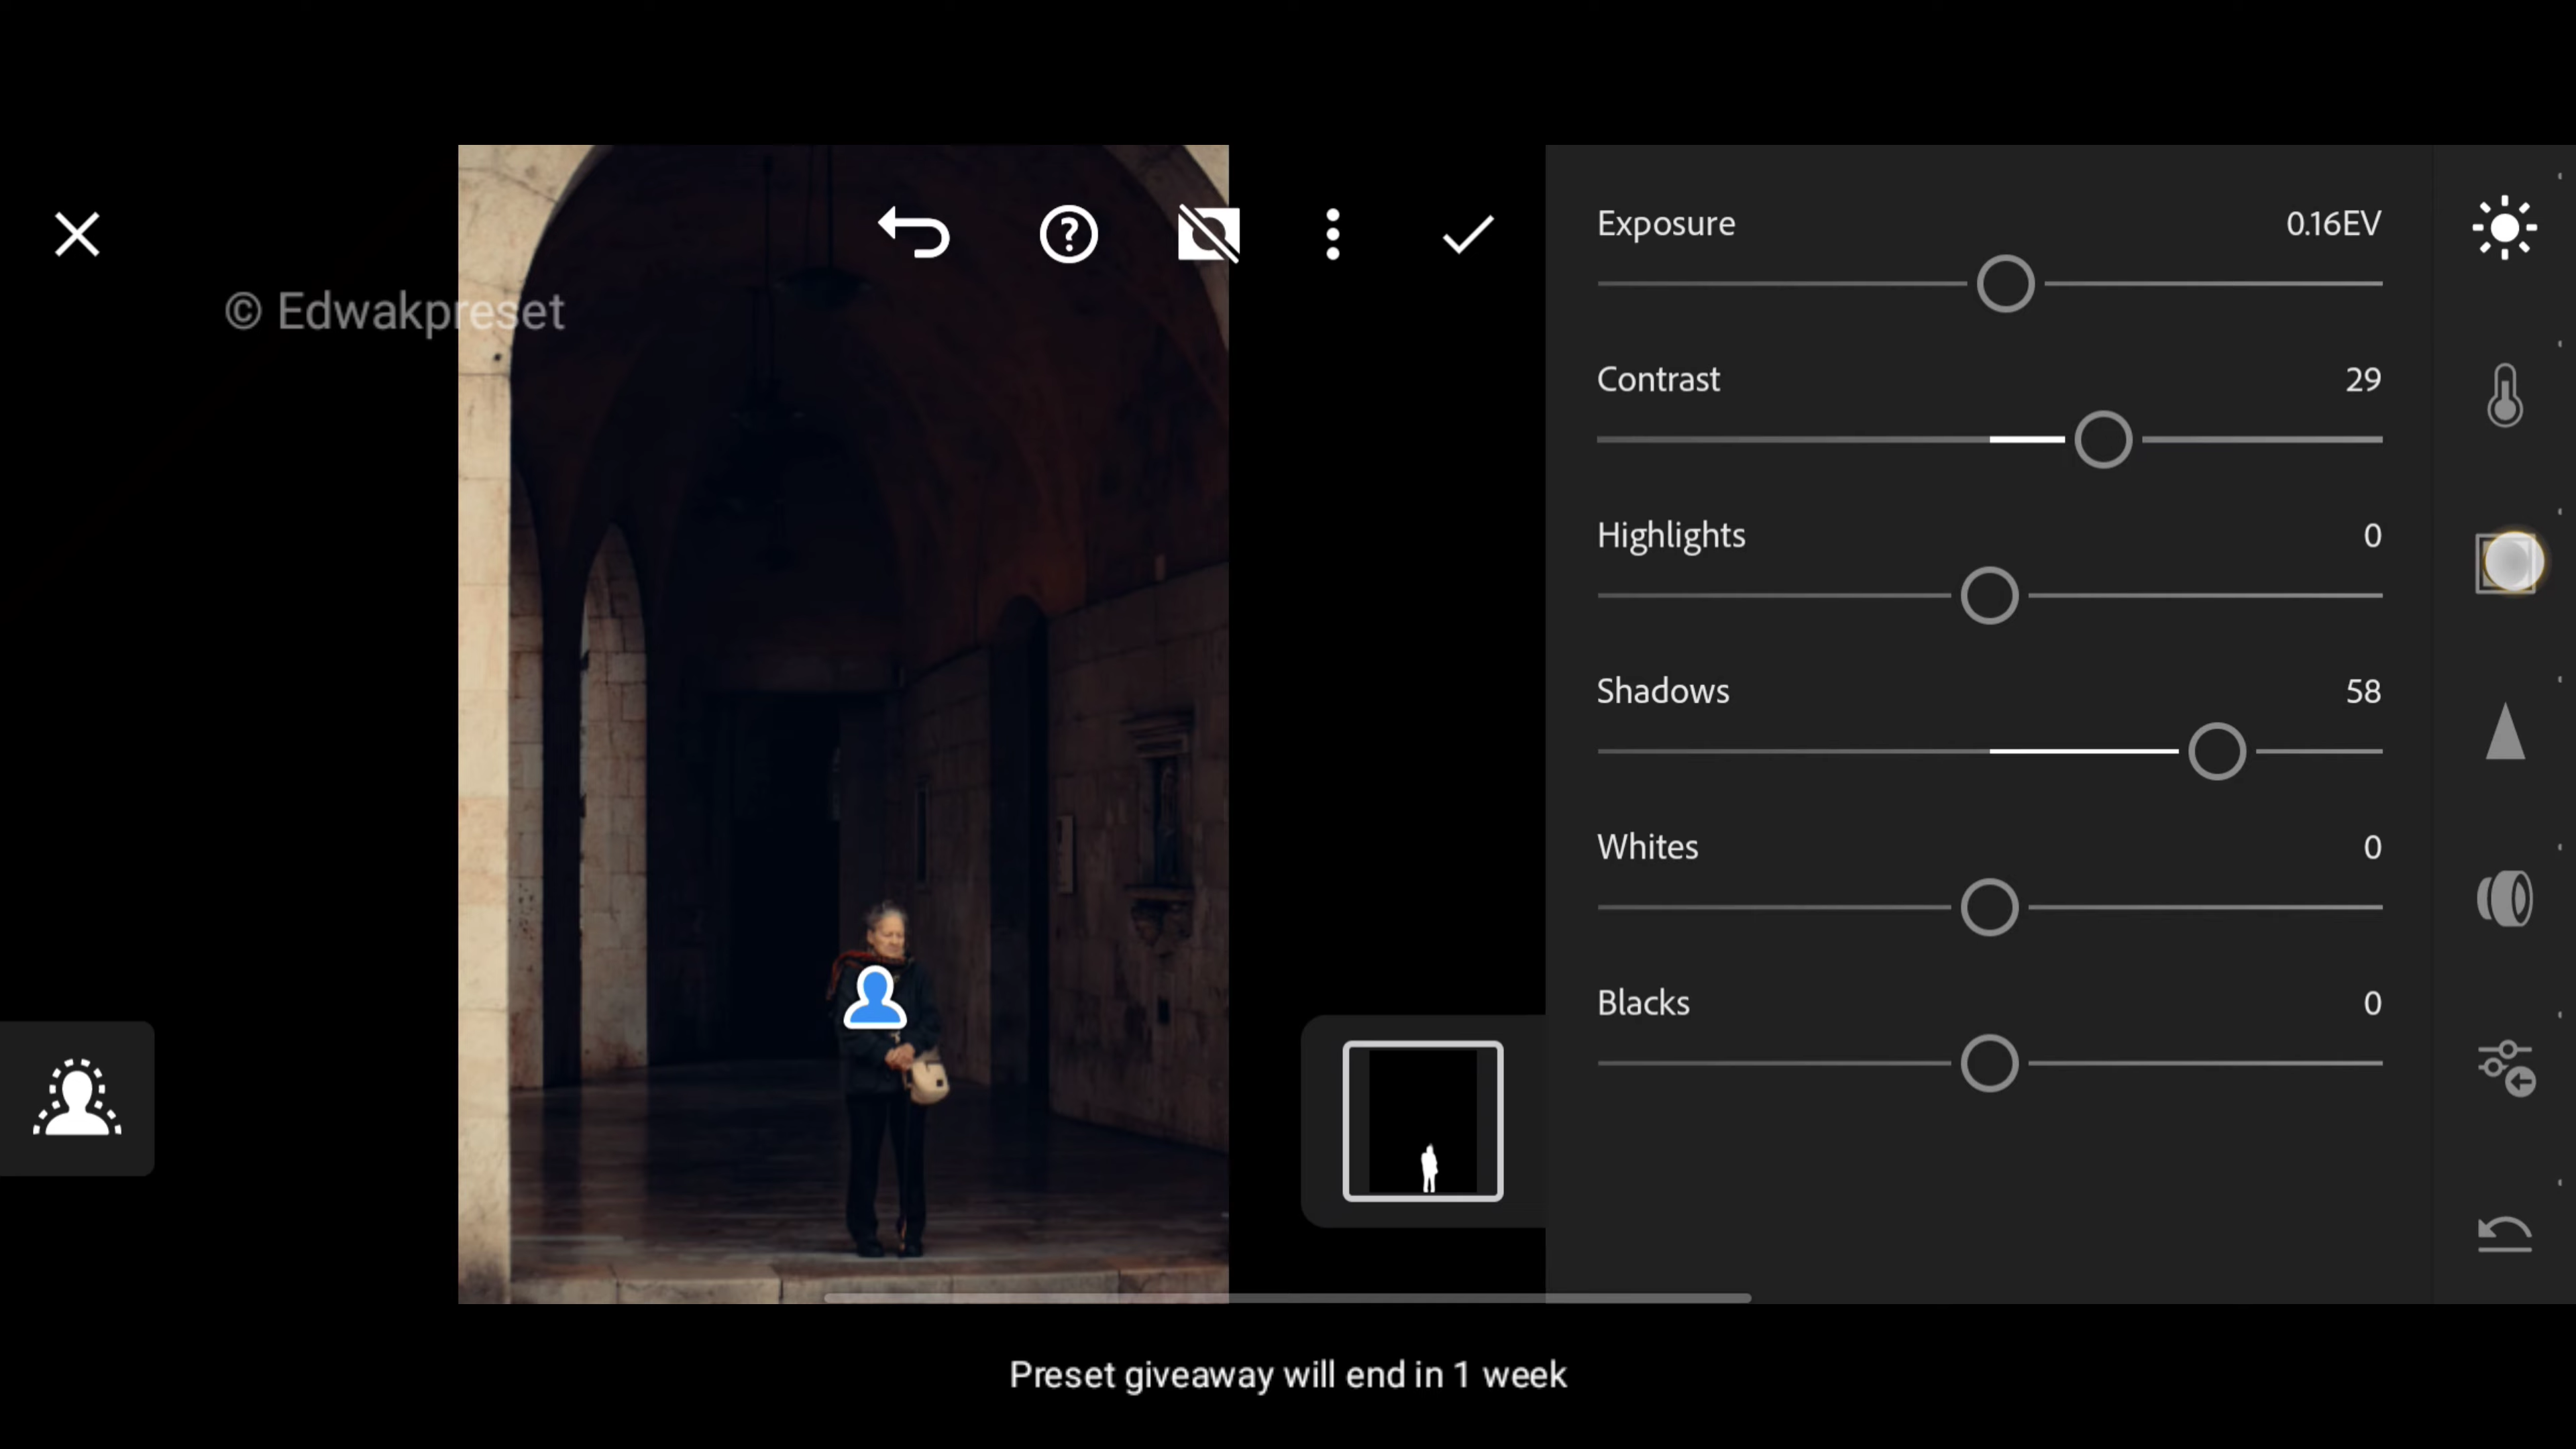 © Edwakpreset
Exposure 0.16EV
Contrast 29
Highlights 0
Shadows 58
Whites 0
Blacks 0
Preset giveaway will end in 1 week